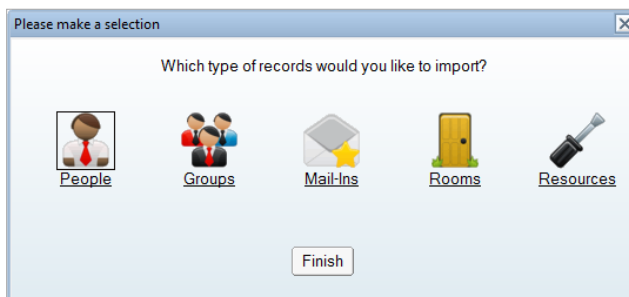 Please make a selection
Which type of records would you like to import?
People Groups Mail-Ins Rooms Resources
Finish